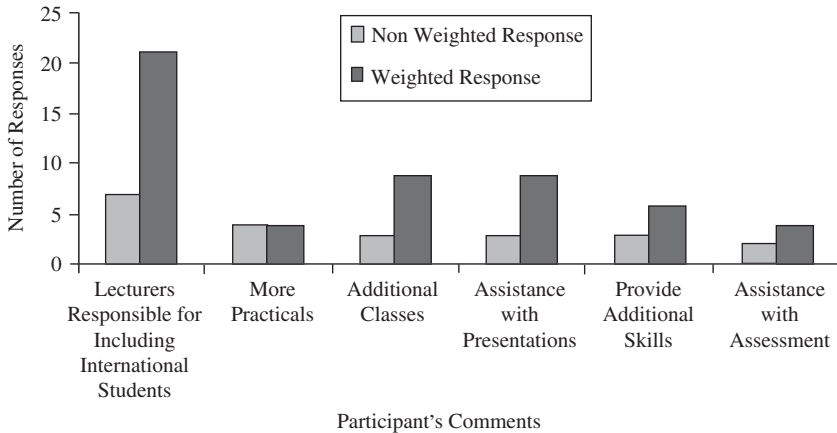 25
20
15
10
5
0
Number of Responses
Non Weighted Response
Weighted Response
Lecturers
Responsible for
Including
International
Students
More
Practicals
Additional
Classes
Assistance
with
Presentations
Provide
Additional
Skills
Assistance
with
Assessment
Participant's Comments